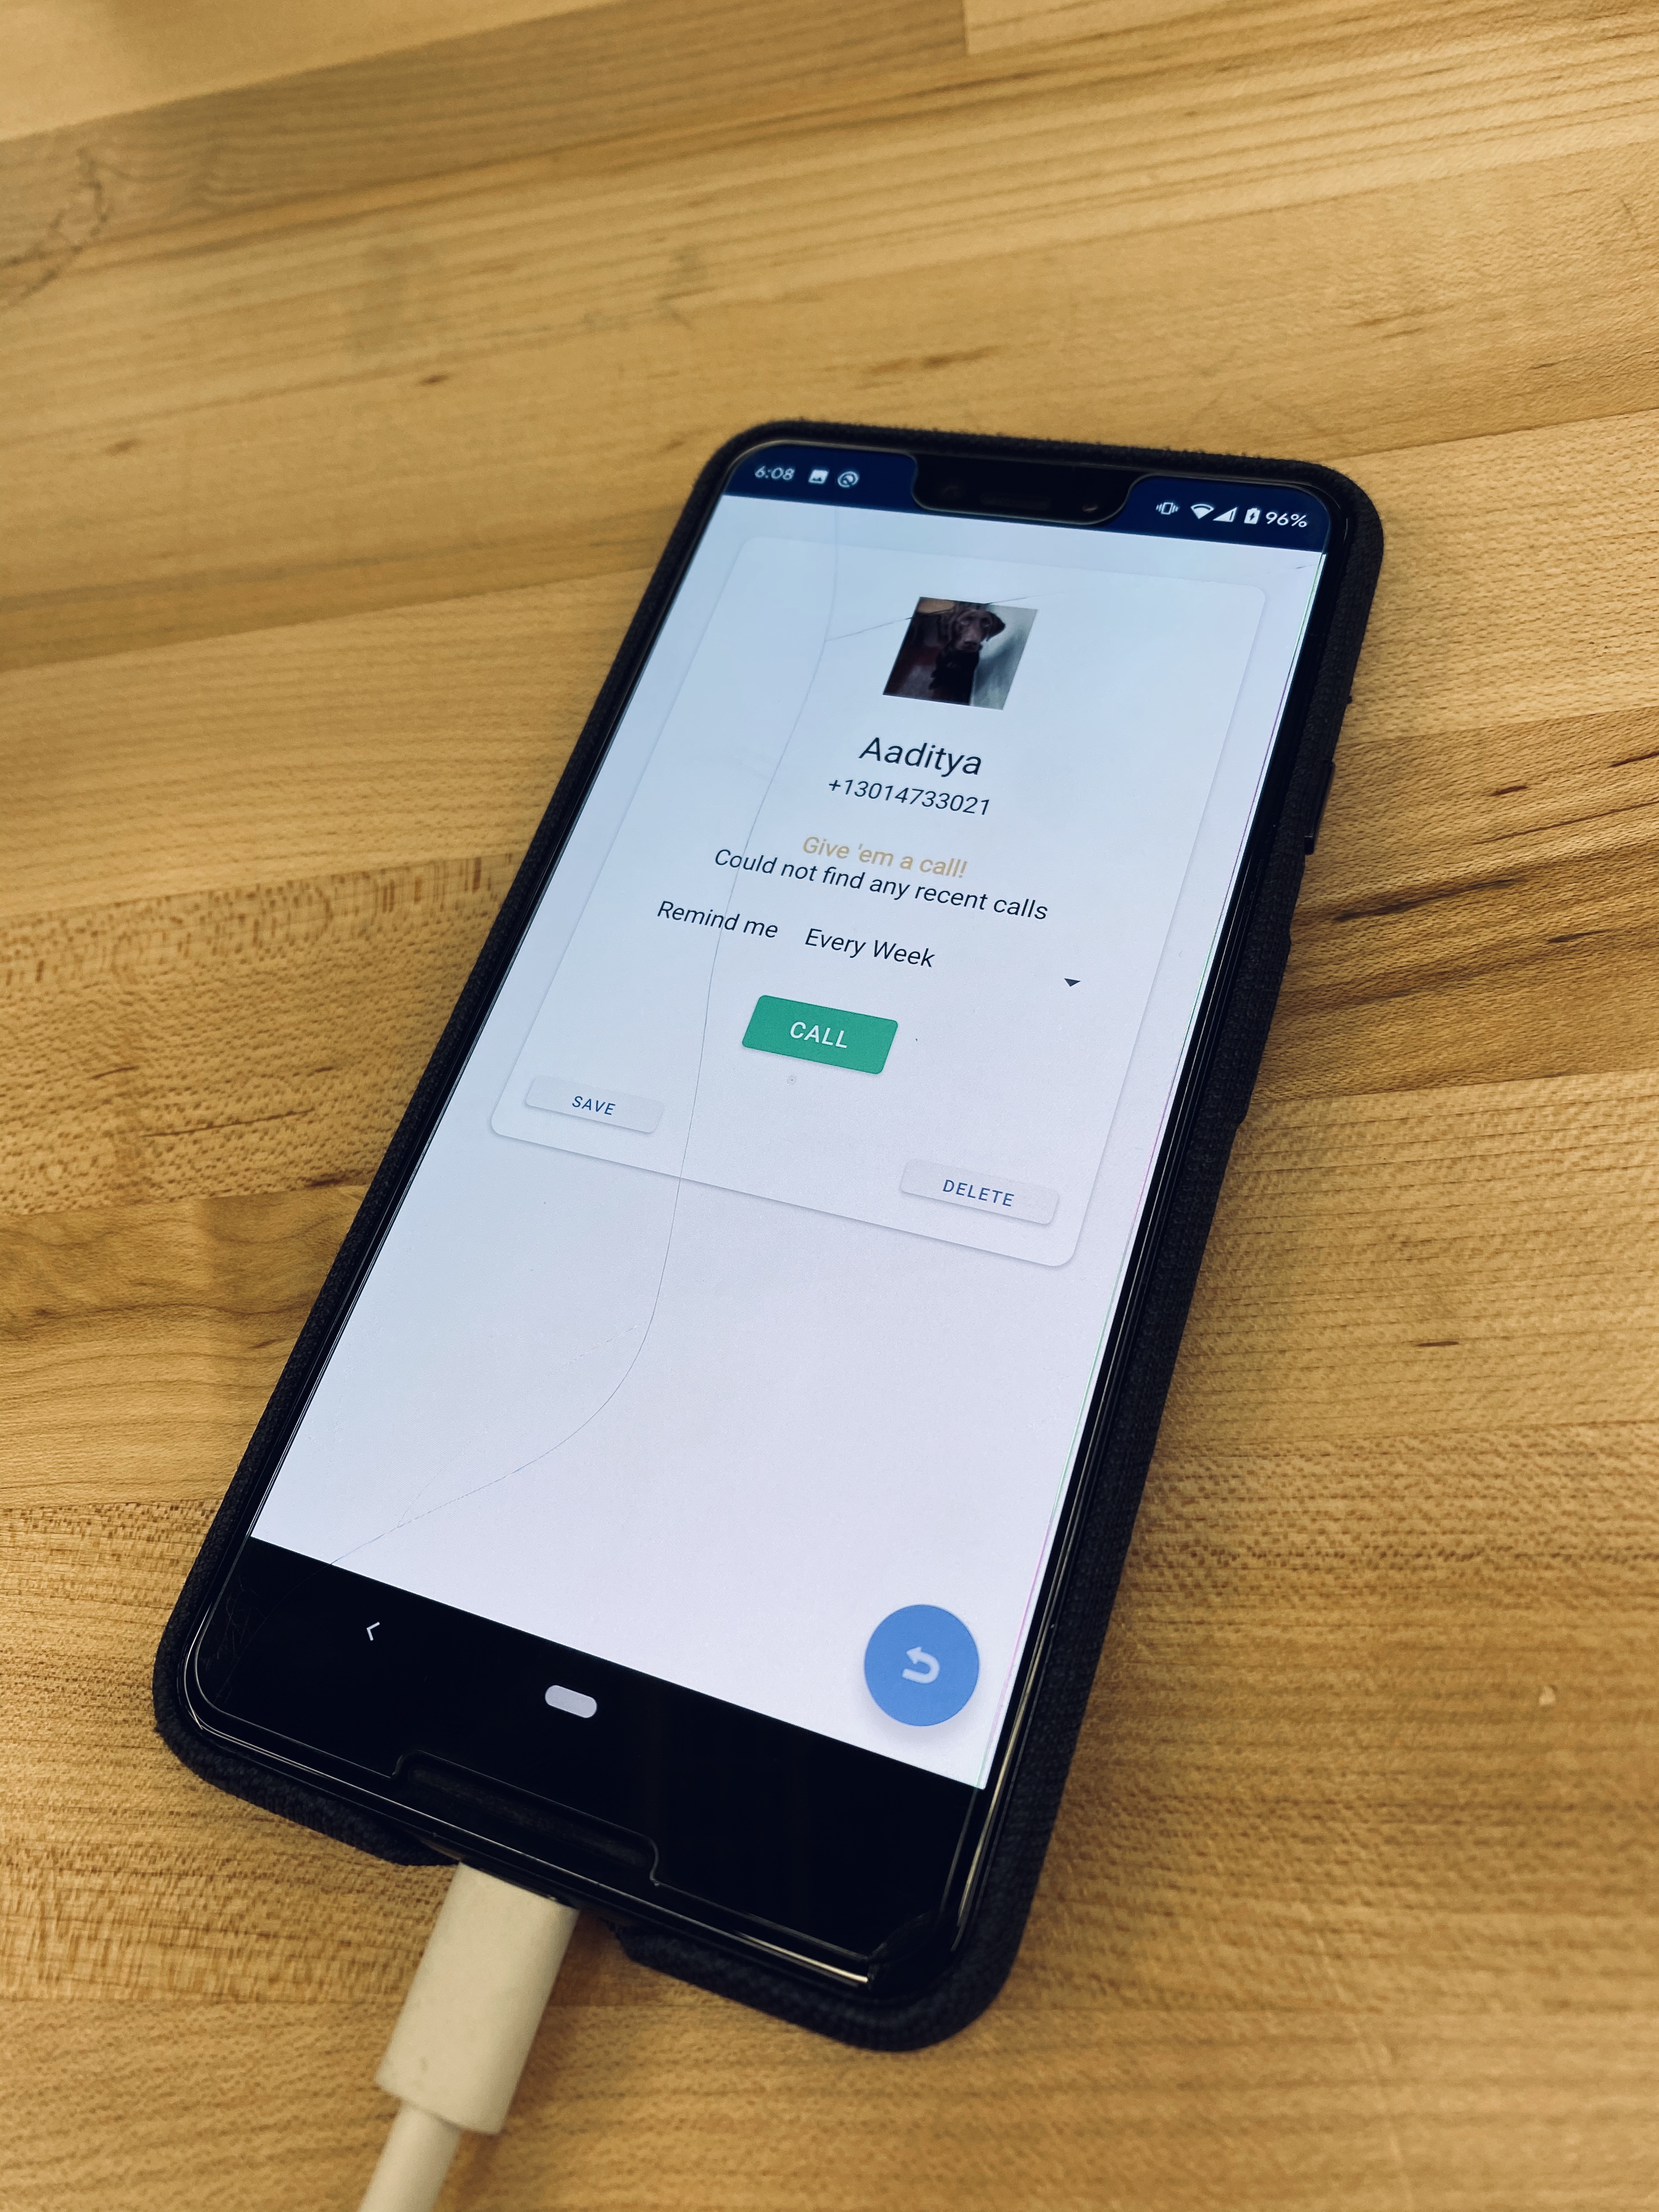 6:08 96%
Aaditya
+13014733021
Give 'em a call!
Could not find any recent calls
Remind me Every Week
CALL
SAVE
DELETE